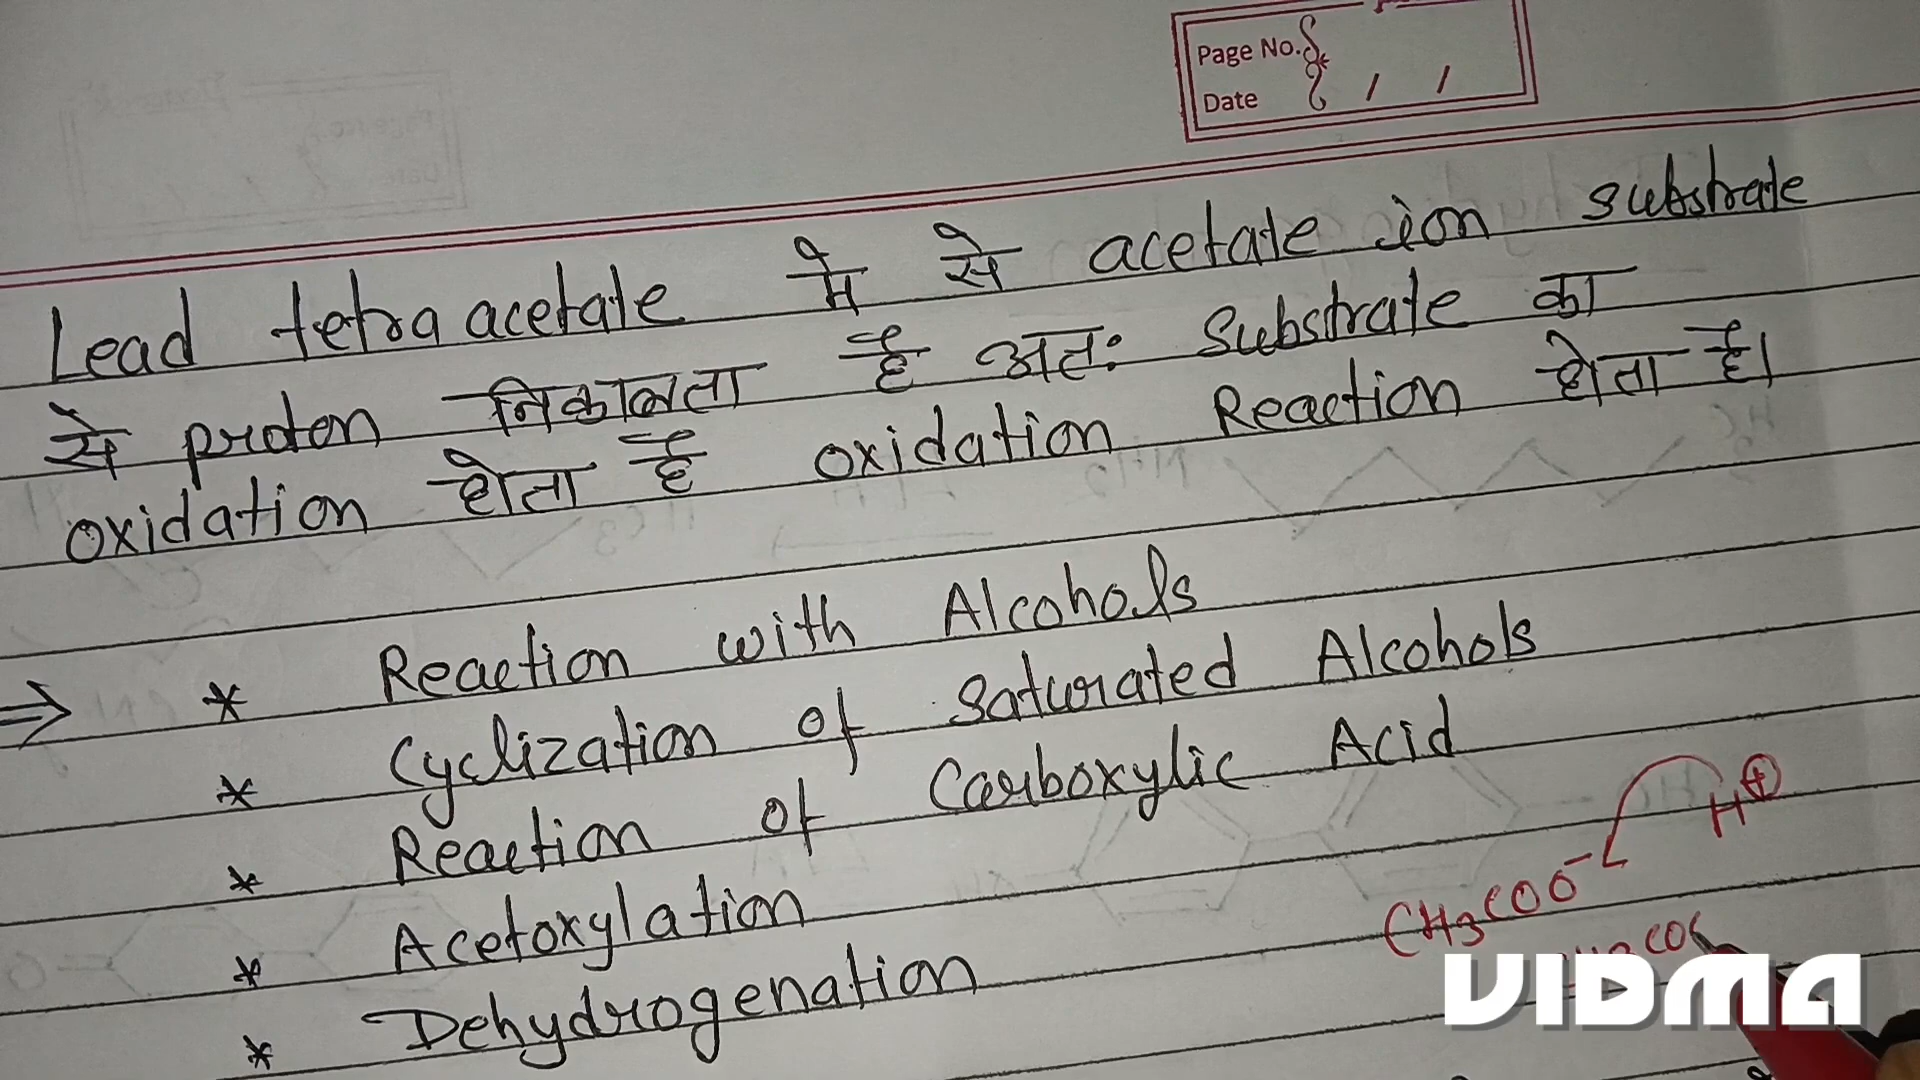 Page No.
Date / /
Lead tetra acetate में से acetate ion substrate
से proton निकालता है अतः substrate का
oxidation होता है oxidation Reaction होता है।
⇒ * Reaction with Alcohols
* Cyclization of saturated Alcohols
* Reaction of Carboxylic Acid
* Acetoxylation
* Dehydrogenation
H⊕
CH3COO⁻
VIDMA